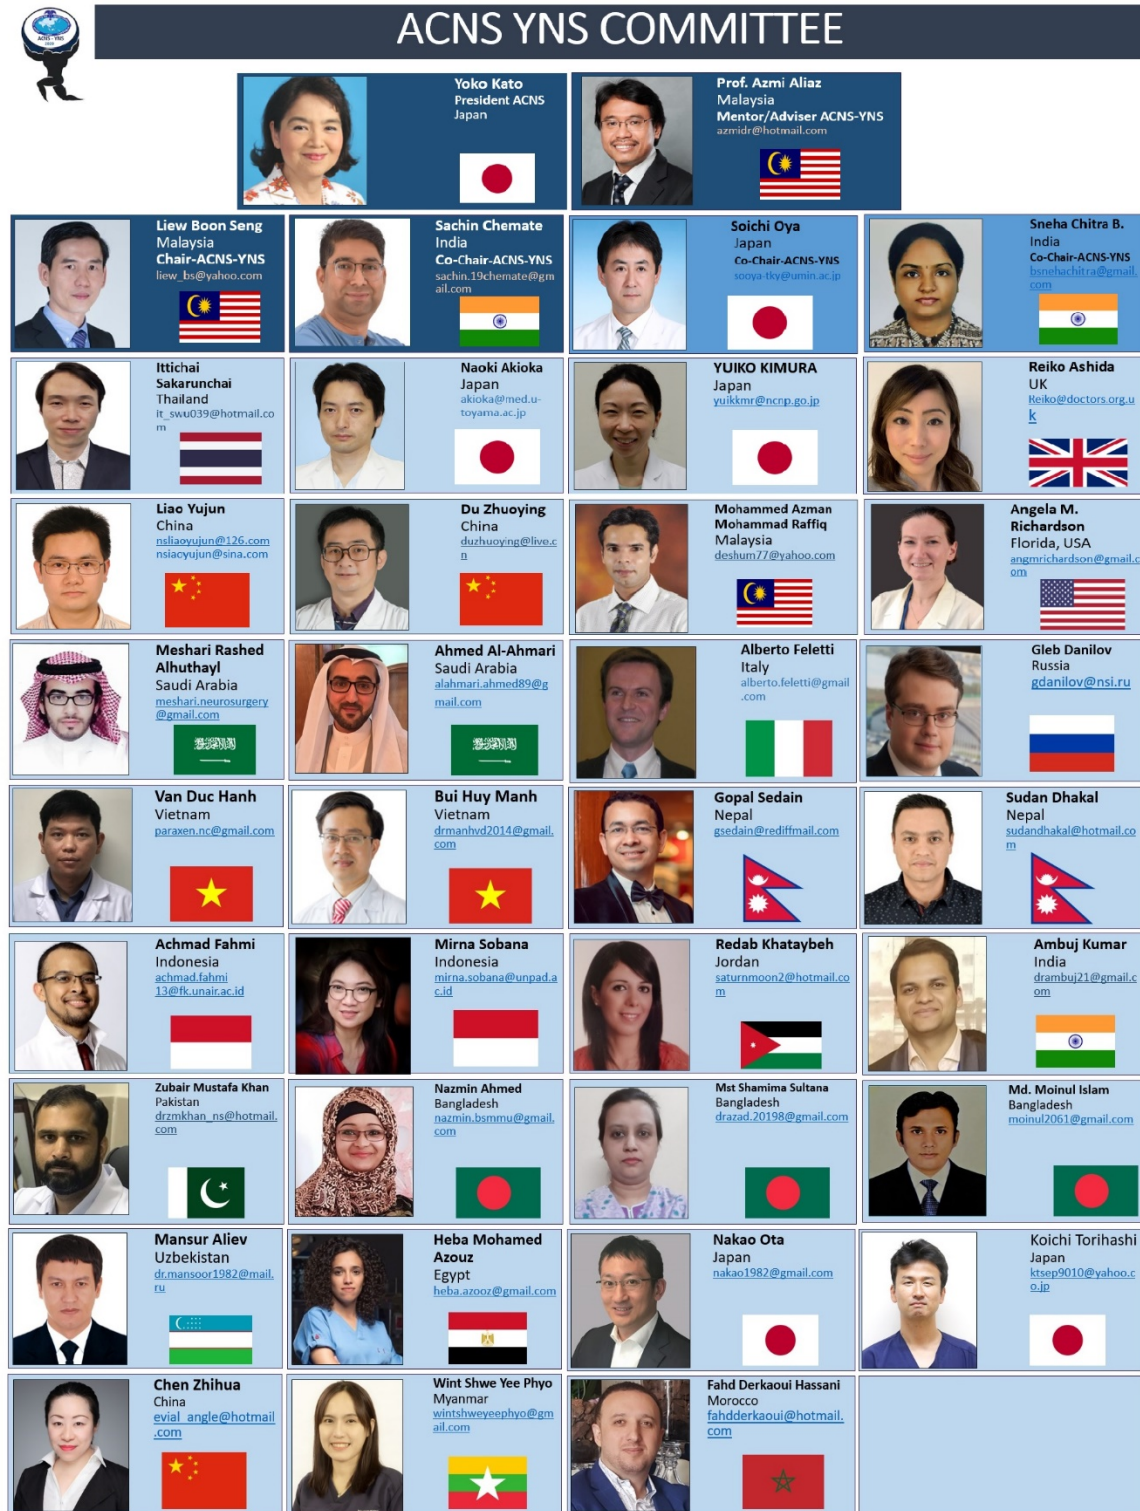 ACNS YNS COMMITTEE
ACNS - YNS
Yoko Kato
President ACNS
Japan
Prof. Azmi Aliaz
Malaysia
Mentor/Adviser ACNS-YNS
azmidr@hotmail.com
Liew Boon Seng
Malaysia
Chair-ACNS-YNS
liew_bs@yahoo.com
Sachin Chemate
India
Co-Chair-ACNS-YNS
sachin.19chemate@gm
ail.com
Soichi Oya
Japan
Co-Chair-ACNS-YNS
sooya-tky@umin.ac.jp
Sneha Chitra B.
India
Co-Chair-ACNS-YNS
bsnehachitra@gmail.
com
Ittichai
Sakarunchai
Thailand
it_swu039@hotmail.co
m
Naoki Akioka
Japan
akioka@med.u-
toyama.ac.jp
YUIKO KIMURA
Japan
yuikkmr@ncnp.go.jp
Reiko Ashida
UK
Reiko@doctors.org.u
k
Liao Yujun
China
nsliaoyujun@126.com
nsiacyujun@sina.com
Du Zhuoying
China
duzhuoying@live.c
n
Mohammed Azman
Mohammad Raffiq
Malaysia
deshum77@yahoo.com
Angela M.
Richardson
Florida, USA
angmrichardson@gmail.c
om
Meshari Rashed
Alhuthayl
Saudi Arabia
meshari.neurosurgery
@gmail.com
Ahmed Al-Ahmari
Saudi Arabia
alahmari.ahmed89@g
mail.com
Alberto Feletti
Italy
alberto.feletti@gmail
.com
Gleb Danilov
Russia
gdanilov@nsi.ru
Van Duc Hanh
Vietnam
paraxen.nc@gmail.com
Bui Huy Manh
Vietnam
drmanhvd2014@gmail.
com
Gopal Sedain
Nepal
gsedain@rediffmail.com
Sudan Dhakal
Nepal
sudandhakal@hotmail.co
m
Achmad Fahmi
Indonesia
achmad.fahmi
13@fk.unair.ac.id
Mirna Sobana
Indonesia
mirna.sobana@unpad.a
c.id
Redab Khataybeh
Jordan
saturnmoon2@hotmail.co
m
Ambuj Kumar
India
drambuj21@gmail.c
om
Zubair Mustafa Khan
Pakistan
drzmkhan_ns@hotmail.
com
Nazmin Ahmed
Bangladesh
nazmin.bsmmu@gmail.
com
Mst Shamima Sultana
Bangladesh
drazad.20198@gmail.com
Md. Moinul Islam
Bangladesh
moinul2061@gmail.com
Mansur Aliev
Uzbekistan
dr.mansoor1982@mail.
ru
Heba Mohamed
Azouz
Egypt
heba.azooz@gmail.com
Nakao Ota
Japan
nakao1982@gmail.com
Koichi Torihashi
Japan
ktsep9010@yahoo.c
o.jp
Chen Zhihua
China
evial_angle@hotmail
.com
Wint Shwe Yee Phyo
Myanmar
wintshweyeephyo@gm
ail.com
Fahd Derkaoui Hassani
Morocco
fahdderkaoui@hotmail.
com